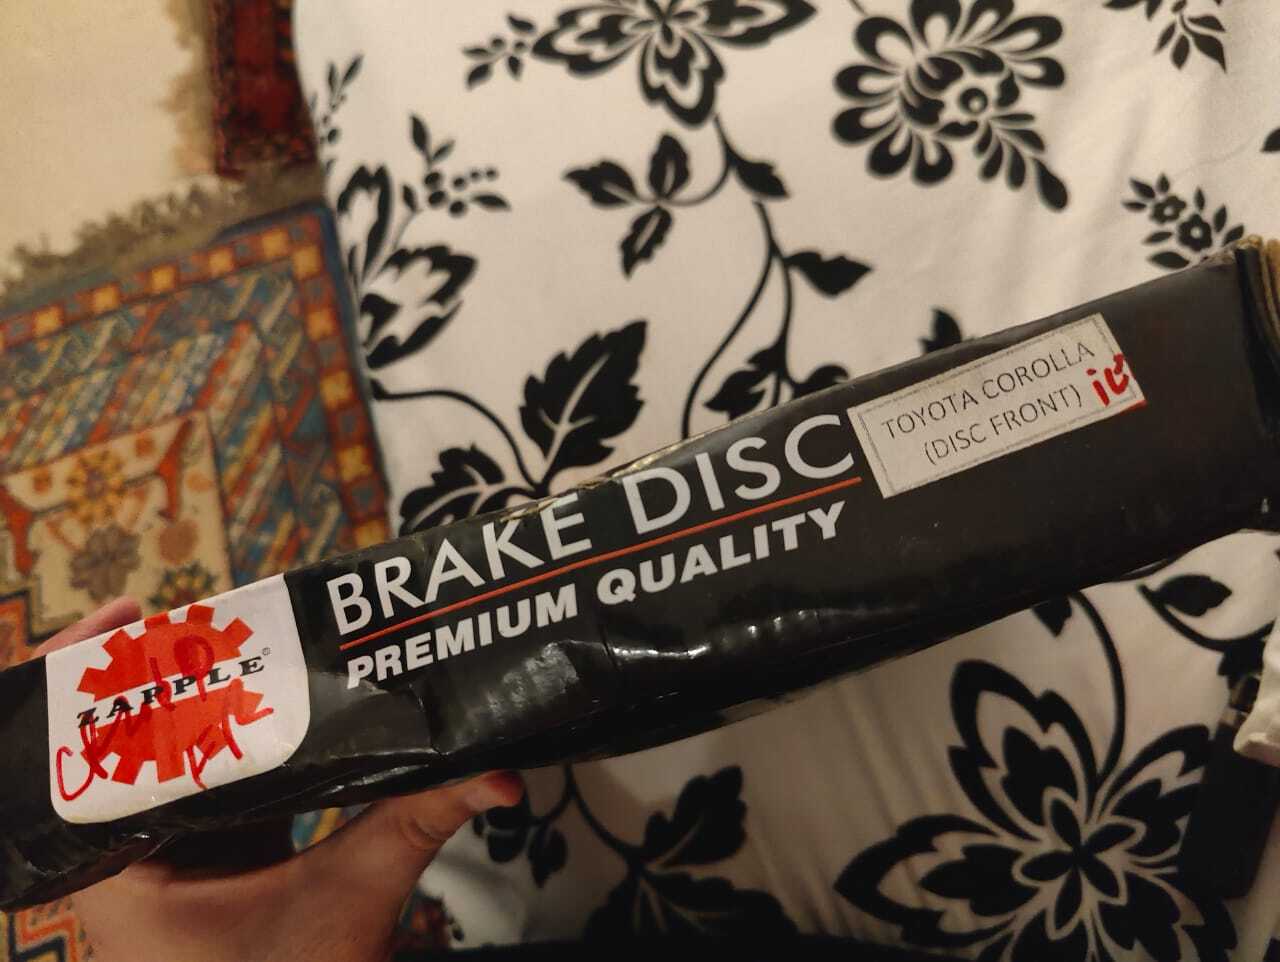 BRAKE DISC
PREMIUM QUALITY
TOYOTA COROLLA
(DISC FRONT)
ZAPPLE®